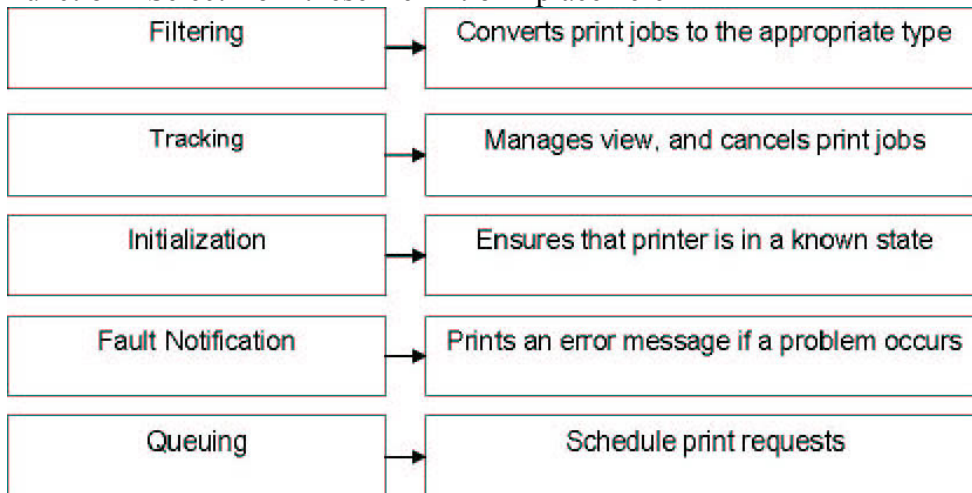 Filtering
Converts print jobs to the appropriate type
Tracking
Manages view, and cancels print jobs
Initialization
Ensures that printer is in a known state
Fault Notification
Prints an error message if a problem occurs
Queuing
Schedule print requests